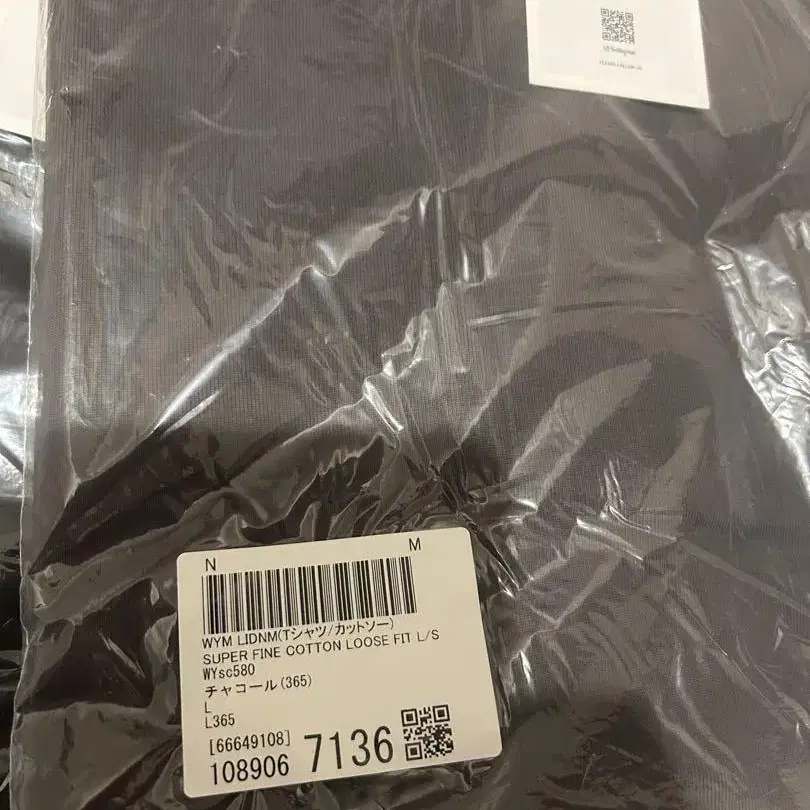 N M
WYM LIDNM(Tシャツ/カットソー)
SUPER FINE COTTON LOOSE FIT L/S
WYsc580
チャコール(365)
L
L365
[66649108]
108906 7136